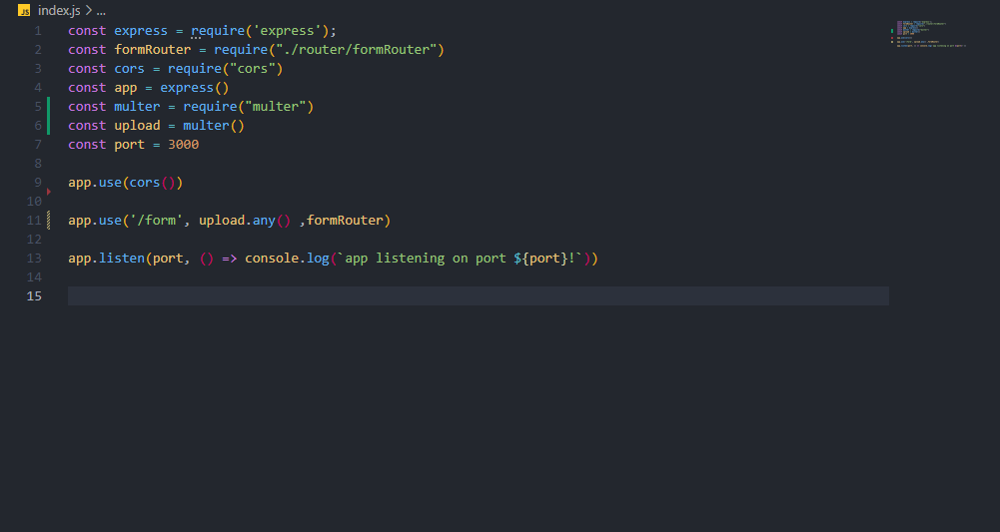 JS index.js > ...
1 const express = require('express');
2 const formRouter = require("./router/formRouter")
3 const cors = require("cors")
4 const app = express()
5 const multer = require("multer")
6 const upload = multer()
7 const port = 3000
8
9 app.use(cors())
10
11 app.use('/form', upload.any() ,formRouter)
12
13 app.listen(port, () => console.log(`app listening on port ${port}!`))
14
15